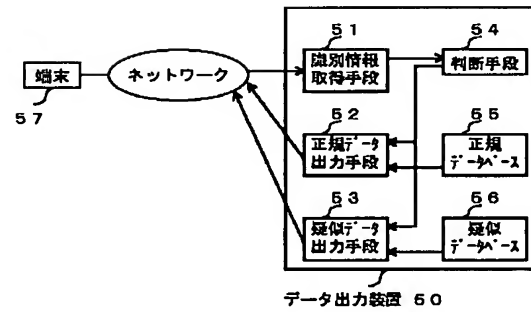 端末
57
ネットワーク
51
識別情報
取得手段
54
判断手段
52
正規データ
出力手段
55
正規
データベース
53
疑似データ
出力手段
56
疑似
データベース
データ出力装置 50